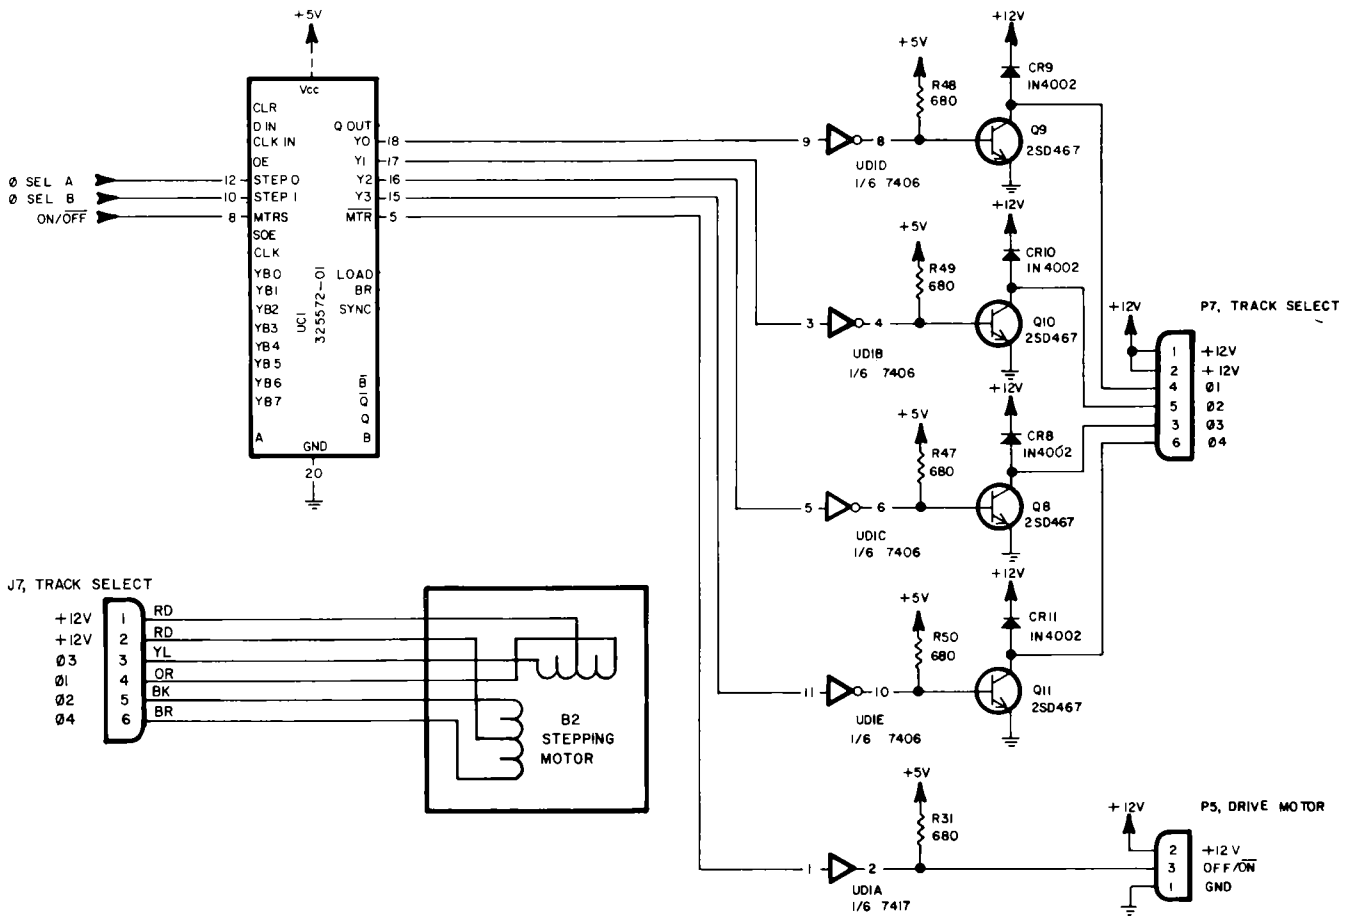 +5V
Vcc
CLR
D IN
Q OUT
CLK IN
Y0
18
OE
Y1
17
Ø SEL A
12
STEP 0
Y2
16
Ø SEL B
10
STEP 1
Y3
15
ON/OFF
8
MTRS
MTR
5
SOE
CLK
YB0
LOAD
YB1
BR
YB2
SYNC
YB3
YB4
YB5
YB6
B
YB7
Q
Q
A
B
UC1
325572-01
GND
20
+12V
+5V
CR9
1N4002
R48
680
9
8
Q9
2SD467
UD1D
1/6 7406
+12V
+5V
CR10
1N4002
R49
680
3
4
Q10
2SD467
UD1B
1/6 7406
+12V
+5V
CR8
1N4002
R47
680
5
6
Q8
2SD467
UD1C
1/6 7406
+12V
+5V
CR11
1N4002
R50
680
11
10
Q11
2SD467
UD1E
1/6 7406
+5V
R31
680
1
2
UD1A
1/6 7417
P7, TRACK SELECT
+12V
1 +12V
2 +12V
4 Ø1
5 Ø2
3 Ø3
6 Ø4
P5, DRIVE MOTOR
+12V
2 +12V
3 OFF/ON
1 GND
J7, TRACK SELECT
+12V 1 RD
+12V 2 RD
Ø3 3 YL
Ø1 4 OR
Ø2 5 BK
Ø4 6 BR
B2
STEPPING
MOTOR